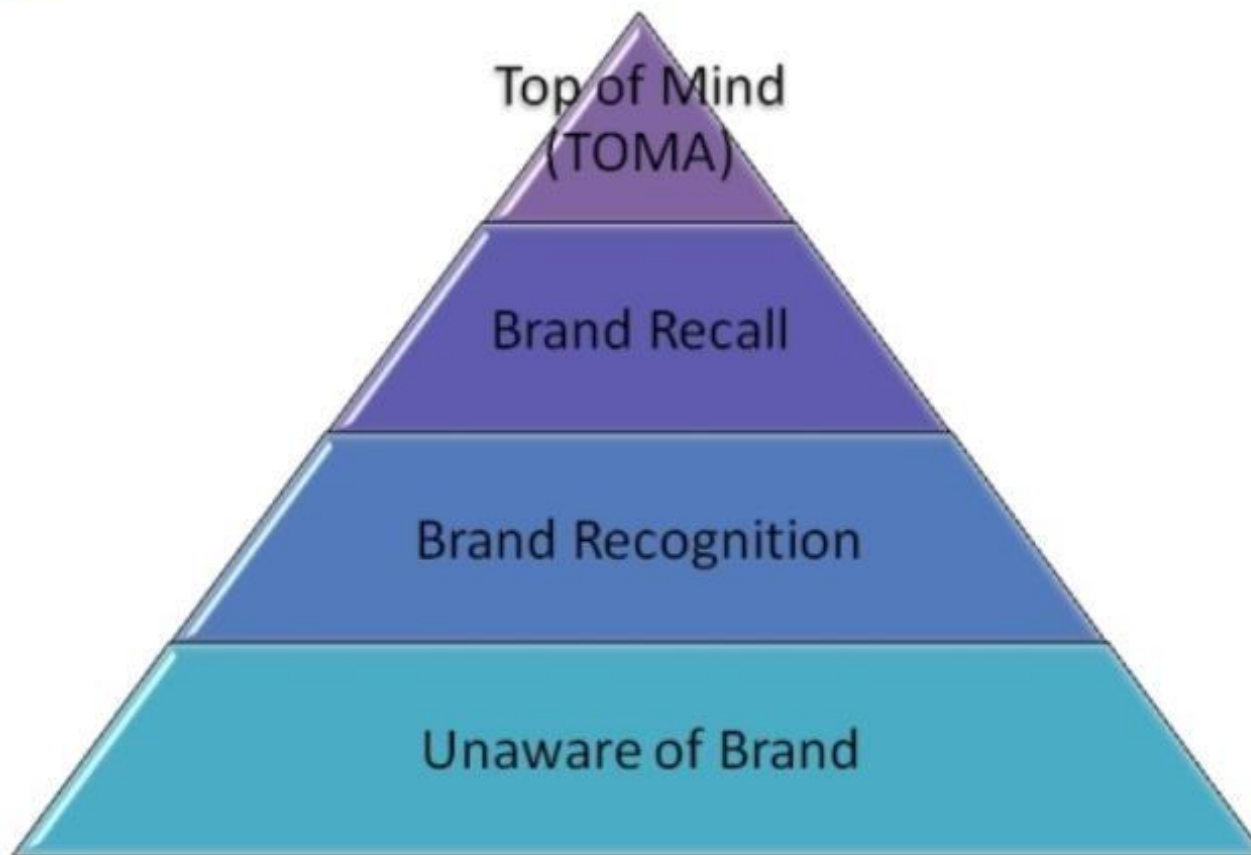 Top of Mind
(TOMA)
Brand Recall
Brand Recognition
Unaware of Brand